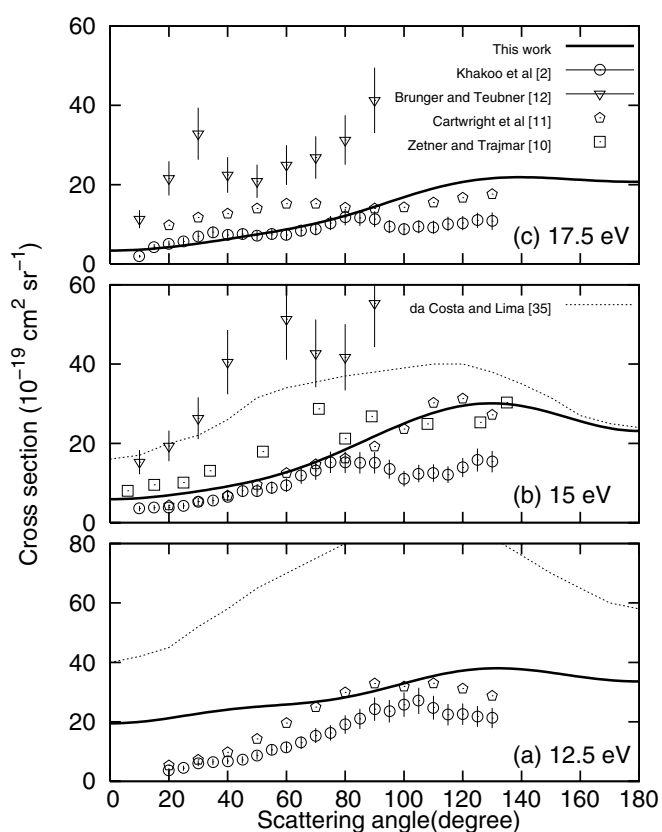 60
40
20
0
This work
Khakoo et al [2]
Brunger and Teubner [12]
Cartwright et al [11]
Zetner and Trajmar [10]
(c) 17.5 eV
60
40
20
0
da Costa and Lima [35]
(b) 15 eV
Cross section (10⁻¹⁹ cm² sr⁻¹)
80
60
40
20
0
(a) 12.5 eV
0 20 40 60 80 100 120 140 160 180
Scattering angle(degree)